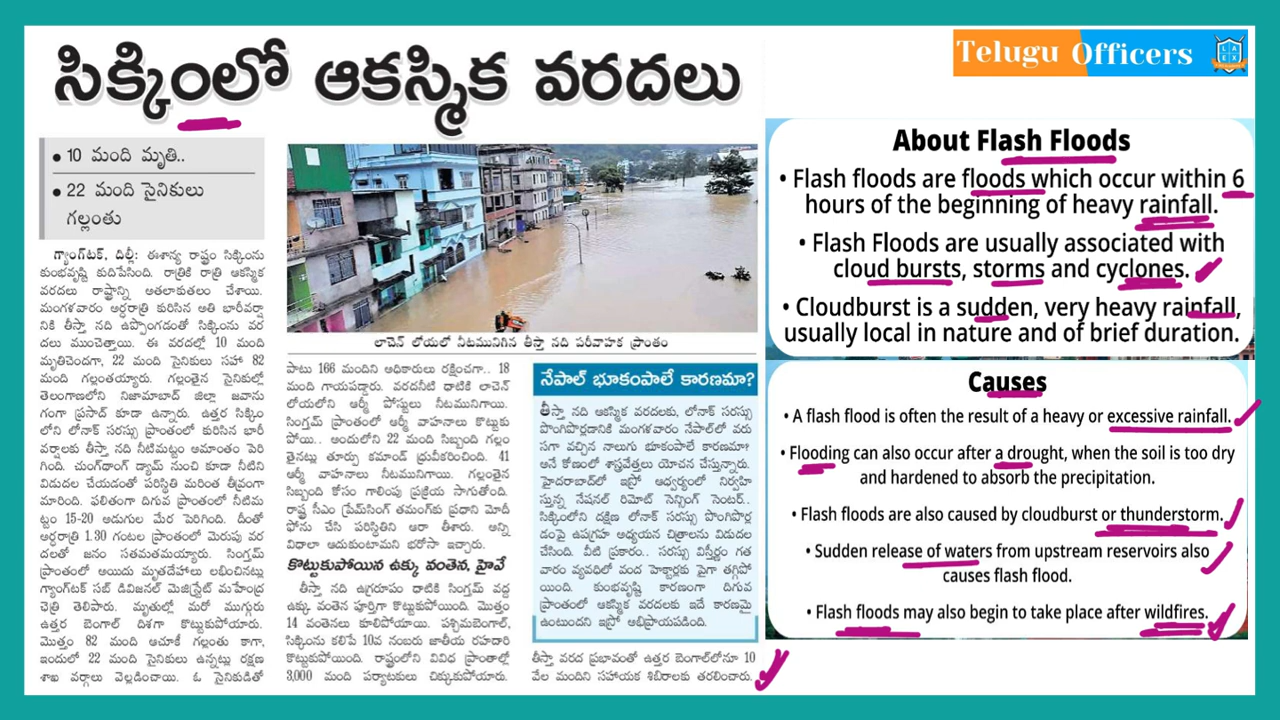 సిక్కింలో ఆకస్మిక వరదలు
• 10 మంది మృతి..
• 22 మంది సైనికులు
గల్లంతు
గ్యాంగ్‌టక్, దిల్లీ: ఈశాన్య రాష్ట్రం సిక్కింను
కుంభవృష్టి కుదిపేసింది. రాత్రికి రాత్రి ఆకస్మిక
వరదలు రాష్ట్రాన్ని అతలాకుతలం చేశాయి.
మంగళవారం అర్ధరాత్రి కురిసిన అతి భారీవర్షా
నికి తీస్తా నది ఉప్పొంగడంతో సిక్కింను వర
దలు ముంచెత్తాయి. ఈ వరదల్లో 10 మంది
మృతిచెందగా, 22 మంది సైనికులు సహా 82
మంది గల్లంతయ్యారు. గల్లంతైన సైనికుల్లో
తెలంగాణలోని నిజామాబాద్ జిల్లా జవాను
గంగా ప్రసాద్ కూడా ఉన్నారు. ఉత్తర సిక్కిం
లోని లోనాక్ సరస్సు ప్రాంతంలో కురిసిన భారీ
వర్షాలకు తీస్తా నది నీటిమట్టం అమాంతం పెరి
గింది. చుంగ్‌థాంగ్ డ్యామ్ నుంచి కూడా నీటిని
విడుదల చేయడంతో పరిస్థితి మరింత తీవ్రంగా
మారింది. ఫలితంగా దిగువ ప్రాంతంలో నీటిమ
ట్టం 15-20 అడుగుల మేర పెరిగింది. దీంతో
అర్ధరాత్రి 1.30 గంటల ప్రాంతంలో మెరుపు వర
దలతో జనం సతమతమయ్యారు. సింగ్తమ్
ప్రాంతంలో అయిదు మృతదేహాలు లభించినట్లు
గ్యాంగ్‌టక్ సబ్ డివిజనల్ మెజిస్ట్రేట్ మహేంద్ర
ఛెత్రి తెలిపారు. మృతుల్లో మరో ముగ్గురు
ఉత్తర బెంగాల్ దిశగా కొట్టుకుపోయారు.
మొత్తం 82 మంది ఆచూకీ గల్లంతు కాగా,
ఇందులో 22 మంది సైనికులు ఉన్నట్లు రక్షణ
శాఖ వర్గాలు వెల్లడించాయి. ఓ సైనికుడితో
లాచెన్ లోయలో నీటమునిగిన తీస్తా నది పరీవాహక ప్రాంతం
పాటు 166 మందిని అధికారులు రక్షించగా.. 18
మంది గాయపడ్డారు. వరదనీటి ధాటికి లాచెన్
లోయలోని ఆర్మీ పోస్టులు నీటమునిగాయి.
సింగ్తమ్ ప్రాంతంలో ఆర్మీ వాహనాలు కొట్టుకు
పోయి.. అందులోని 22 మంది సిబ్బంది గల్లం
తైనట్లు తూర్పు కమాండ్ ధ్రువీకరించింది. 41
ఆర్మీ వాహనాలు నీటమునిగాయి. గల్లంతైన
సిబ్బంది కోసం గాలింపు ప్రక్రియ సాగుతోంది.
రాష్ట్ర సీఎం ప్రేమ్‌సింగ్ తమంగ్‌కు ప్రధాని మోదీ
ఫోను చేసి పరిస్థితిని ఆరా తీశారు. అన్ని
విధాలా ఆదుకుంటామని భరోసా ఇచ్చారు.
కొట్టుకుపోయిన ఉక్కు వంతెన, హైవే
తీస్తా నది ఉగ్రరూపం ధాటికి సింగ్తమ్ వద్ద
ఉక్కు వంతెన పూర్తిగా కొట్టుకుపోయింది. మొత్తం
14 వంతెనలు కూలిపోయాయి. పశ్చిమబెంగాల్,
సిక్కింను కలిపే 10వ నంబరు జాతీయ రహదారి
కొట్టుకుపోయింది. రాష్ట్రంలోని వివిధ ప్రాంతాల్లో
3,000 మంది పర్యాటకులు చిక్కుకుపోయారు.
నేపాల్ భూకంపాలే కారణమా?
తీస్తా నది ఆకస్మిక వరదలకు, లోనాక్ సరస్సు
పొంగిపొర్లడానికి మంగళవారం నేపాల్‌లో వరు
సగా వచ్చిన నాలుగు భూకంపాలే కారణమా?
అనే కోణంలో శాస్త్రవేత్తలు యోచన చేస్తున్నారు.
హైదరాబాద్‌లో ఇస్రో ఆధ్వర్యంలో నిర్వహి
స్తున్న నేషనల్ రిమోట్ సెన్సింగ్ సెంటర్..
సిక్కింలోని దక్షిణ లోనాక్ సరస్సు పొంగిపొర్ల
డంపై ఉపగ్రహ అధ్యయన చిత్రాలను విడుదల
చేసింది. వీటి ప్రకారం.. సరస్సు విస్తీర్ణం గత
వారం వ్యవధిలో వంద హెక్టార్లకు పైగా తగ్గిపో
యింది. కుంభవృష్టి కారణంగా దిగువ
ప్రాంతంలో ఆకస్మిక వరదలకు ఇదే కారణమై
ఉంటుందని ఇస్రో అభిప్రాయపడింది.
తీస్తా వరద ప్రభావంతో ఉత్తర బెంగాల్‌లోనూ 10
వేల మందిని సహాయక శిబిరాలకు తరలించారు.
Telugu Officers
About Flash Floods
• Flash floods are floods which occur within 6
hours of the beginning of heavy rainfall.
• Flash Floods are usually associated with
cloud bursts, storms and cyclones.
• Cloudburst is a sudden, very heavy rainfall,
usually local in nature and of brief duration.
Causes
• A flash flood is often the result of a heavy or excessive rainfall.
• Flooding can also occur after a drought, when the soil is too dry
and hardened to absorb the precipitation.
• Flash floods are also caused by cloudburst or thunderstorm.
• Sudden release of waters from upstream reservoirs also
causes flash flood.
• Flash floods may also begin to take place after wildfires.